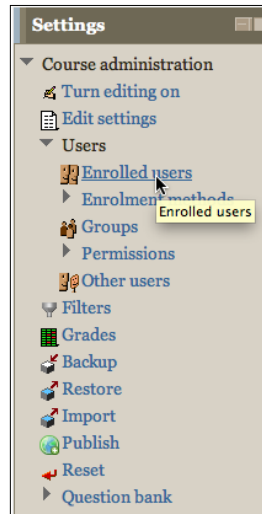 Settings
Course administration
Turn editing on
Edit settings
Users
Enrolled users
Enrolment methods
Enrolled users
Groups
Permissions
Other users
Filters
Grades
Backup
Restore
Import
Publish
Reset
Question bank